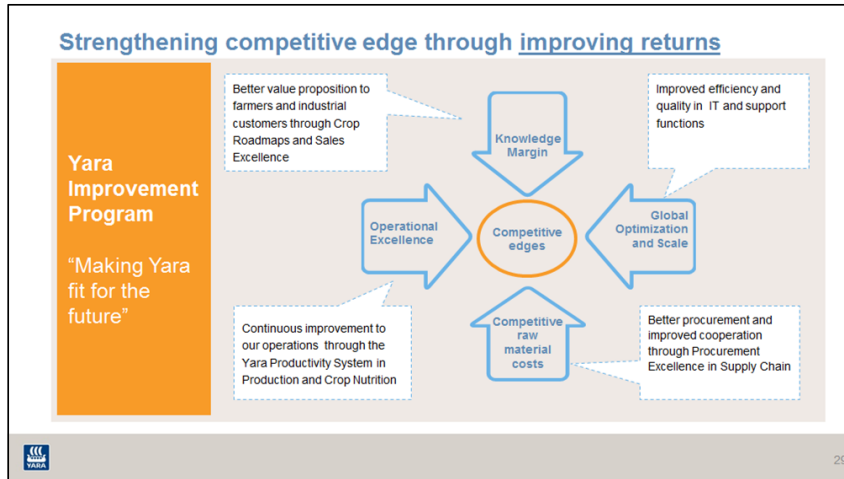 Strengthening competitive edge through improving returns
Yara
Improvement
Program
“Making Yara
fit for the
future”
Better value proposition to
farmers and industrial
customers through Crop
Roadmaps and Sales
Excellence
Knowledge
Margin
Improved efficiency and
quality in IT and support
functions
Operational
Excellence
Competitive
edges
Global
Optimization
and Scale
Continuous improvement to
our operations through the
Yara Productivity System in
Production and Crop Nutrition
Competitive
raw
material
costs
Better procurement and
improved cooperation
through Procurement
Excellence in Supply Chain
YARA
29